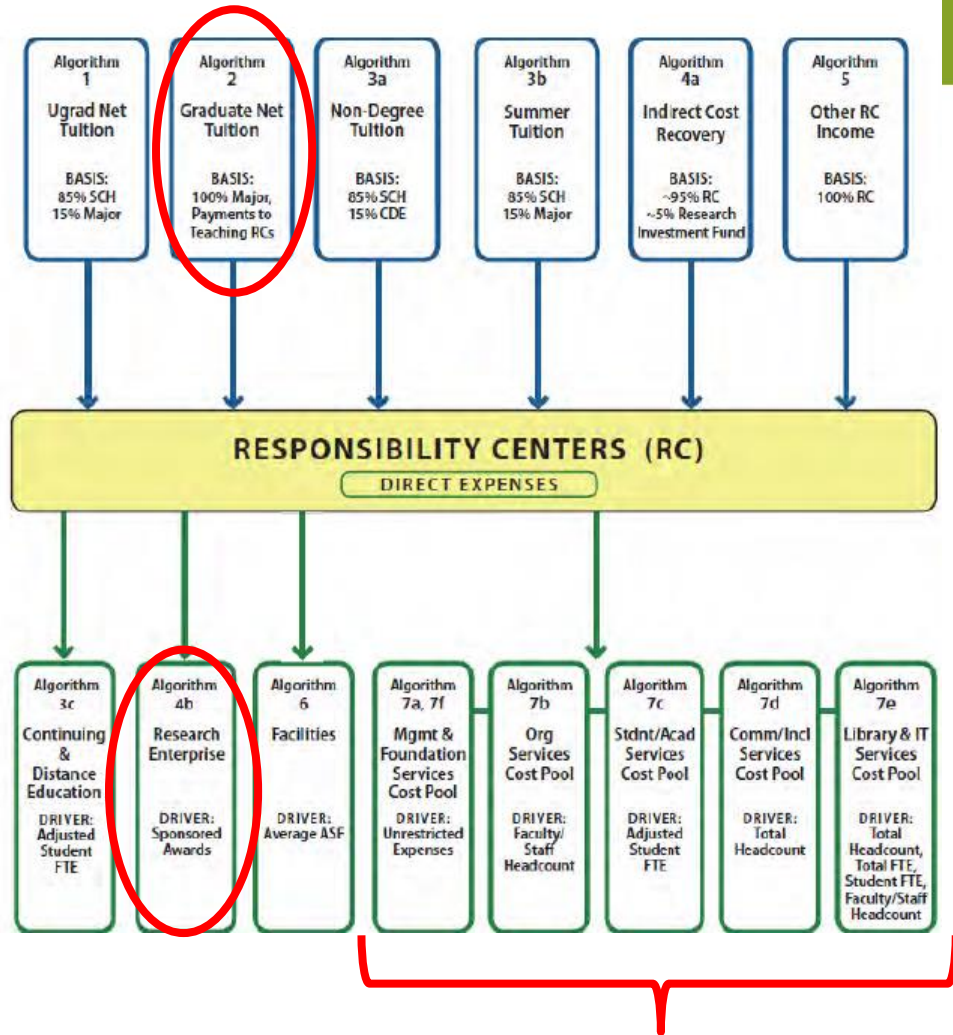 Algorithm
1
Ugrad Net
Tuition
BASIS:
85% SCH
15% Major
Algorithm
2
Graduate Net
Tuition
BASIS:
100% Major,
Payments to
Teaching RCs
Algorithm
3a
Non-Degree
Tuition
BASIS:
85% SCH
15% CDE
Algorithm
3b
Summer
Tuition
BASIS:
85% SCH
15% Major
Algorithm
4a
Indirect Cost
Recovery
BASIS:
~95% RC
~5% Research
Investment Fund
Algorithm
5
Other RC
Income
BASIS:
100% RC
RESPONSIBILITY CENTERS (RC)
DIRECT EXPENSES
Algorithm
3c
Continuing
&
Distance
Education
DRIVER:
Adjusted
Student
FTE
Algorithm
4b
Research
Enterprise
DRIVER:
Sponsored
Awards
Algorithm
6
Facilities
DRIVER:
Average ASF
Algorithm
7a, 7f
Mgmt &
Foundation
Services
Cost Pool
DRIVER:
Unrestricted
Expenses
Algorithm
7b
Org
Services
Cost Pool
DRIVER:
Faculty/
Staff
Headcount
Algorithm
7c
Stdnt/Acad
Services
Cost Pool
DRIVER:
Adjusted
Student
FTE
Algorithm
7d
Comm/Incl
Services
Cost Pool
DRIVER:
Total
Headcount
Algorithm
7e
Library & IT
Services
Cost Pool
DRIVER:
Total
Headcount,
Total FTE,
Student FTE,
Faculty/Staff
Headcount